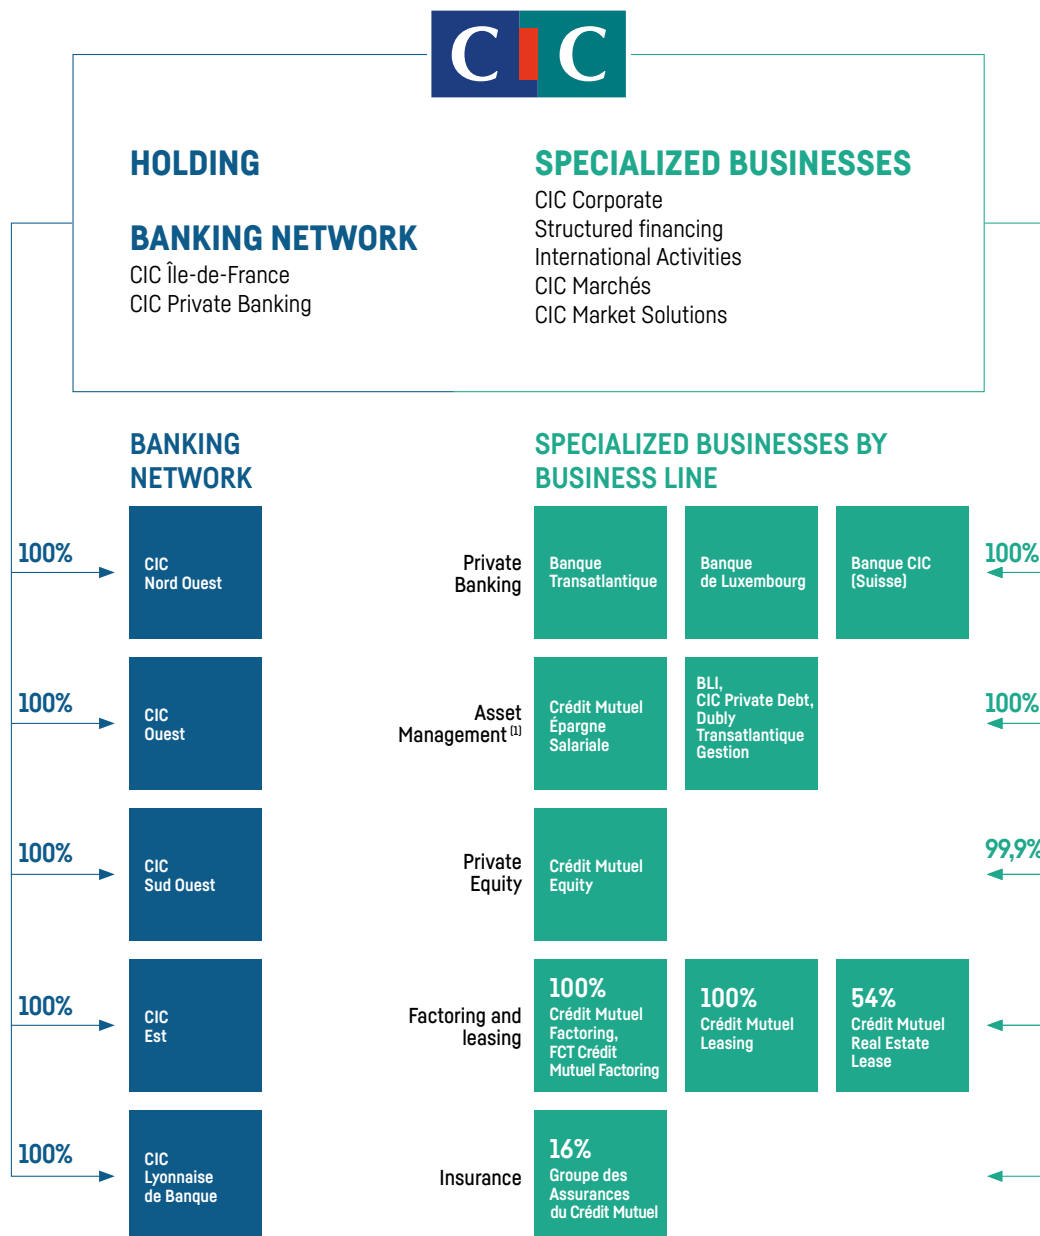 CIC
HOLDING
BANKING NETWORK
CIC Île-de-France
CIC Private Banking
SPECIALIZED BUSINESSES
CIC Corporate
Structured financing
International Activities
CIC Marchés
CIC Market Solutions
BANKING
NETWORK
SPECIALIZED BUSINESSES BY
BUSINESS LINE
100%
CIC
Nord Ouest
Private
Banking
Banque
Transatlantique
Banque
de Luxembourg
Banque CIC
(Suisse)
100%
100%
CIC
Ouest
Asset
Management (1)
Crédit Mutuel
Épargne
Salariale
BLI,
CIC Private Debt,
Dubly
Transatlantique
Gestion
100%
100%
CIC
Sud Ouest
Private
Equity
Crédit Mutuel
Equity
99,9%
100%
CIC
Est
Factoring and
leasing
100%
Crédit Mutuel
Factoring,
FCT Crédit
Mutuel Factoring
100%
Crédit Mutuel
Leasing
54%
Crédit Mutuel
Real Estate
Lease
100%
CIC
Lyonnaise
de Banque
Insurance
16%
Groupe des
Assurances
du Crédit Mutuel